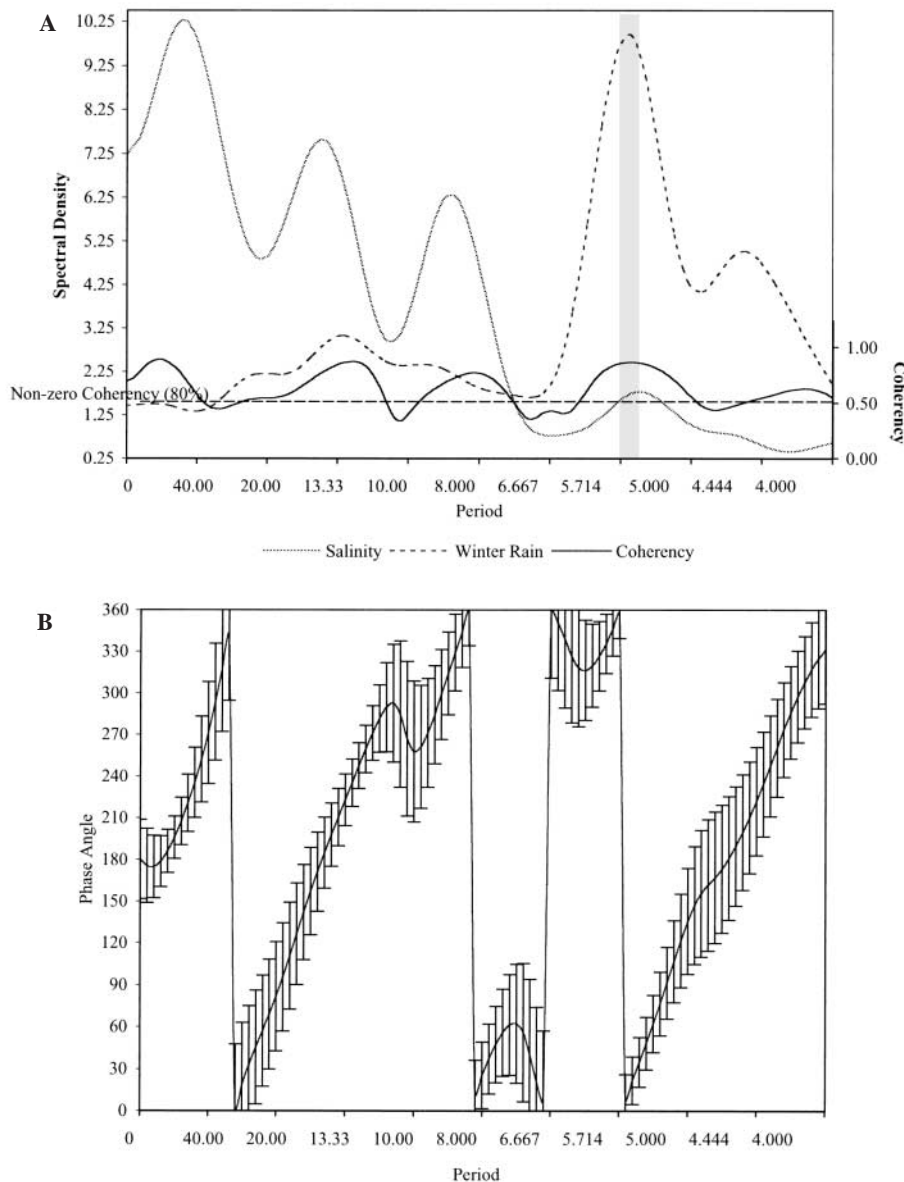 A
10.25
9.25
8.25
7.25
6.25
5.25
4.25
3.25
2.25
1.25
0.25
Spectral Density
Non-zero Coherency (80%)
1.00
0.50
0.00
Coherency
0 40.00 20.00 13.33 10.00 8.000 6.667 5.714 5.000 4.444 4.000
Period
Salinity Winter Rain Coherency
B
360
330
300
270
240
210
180
150
120
90
60
30
0
Phase Angle
0 40.00 20.00 13.33 10.00 8.000 6.667 5.714 5.000 4.444 4.000
Period